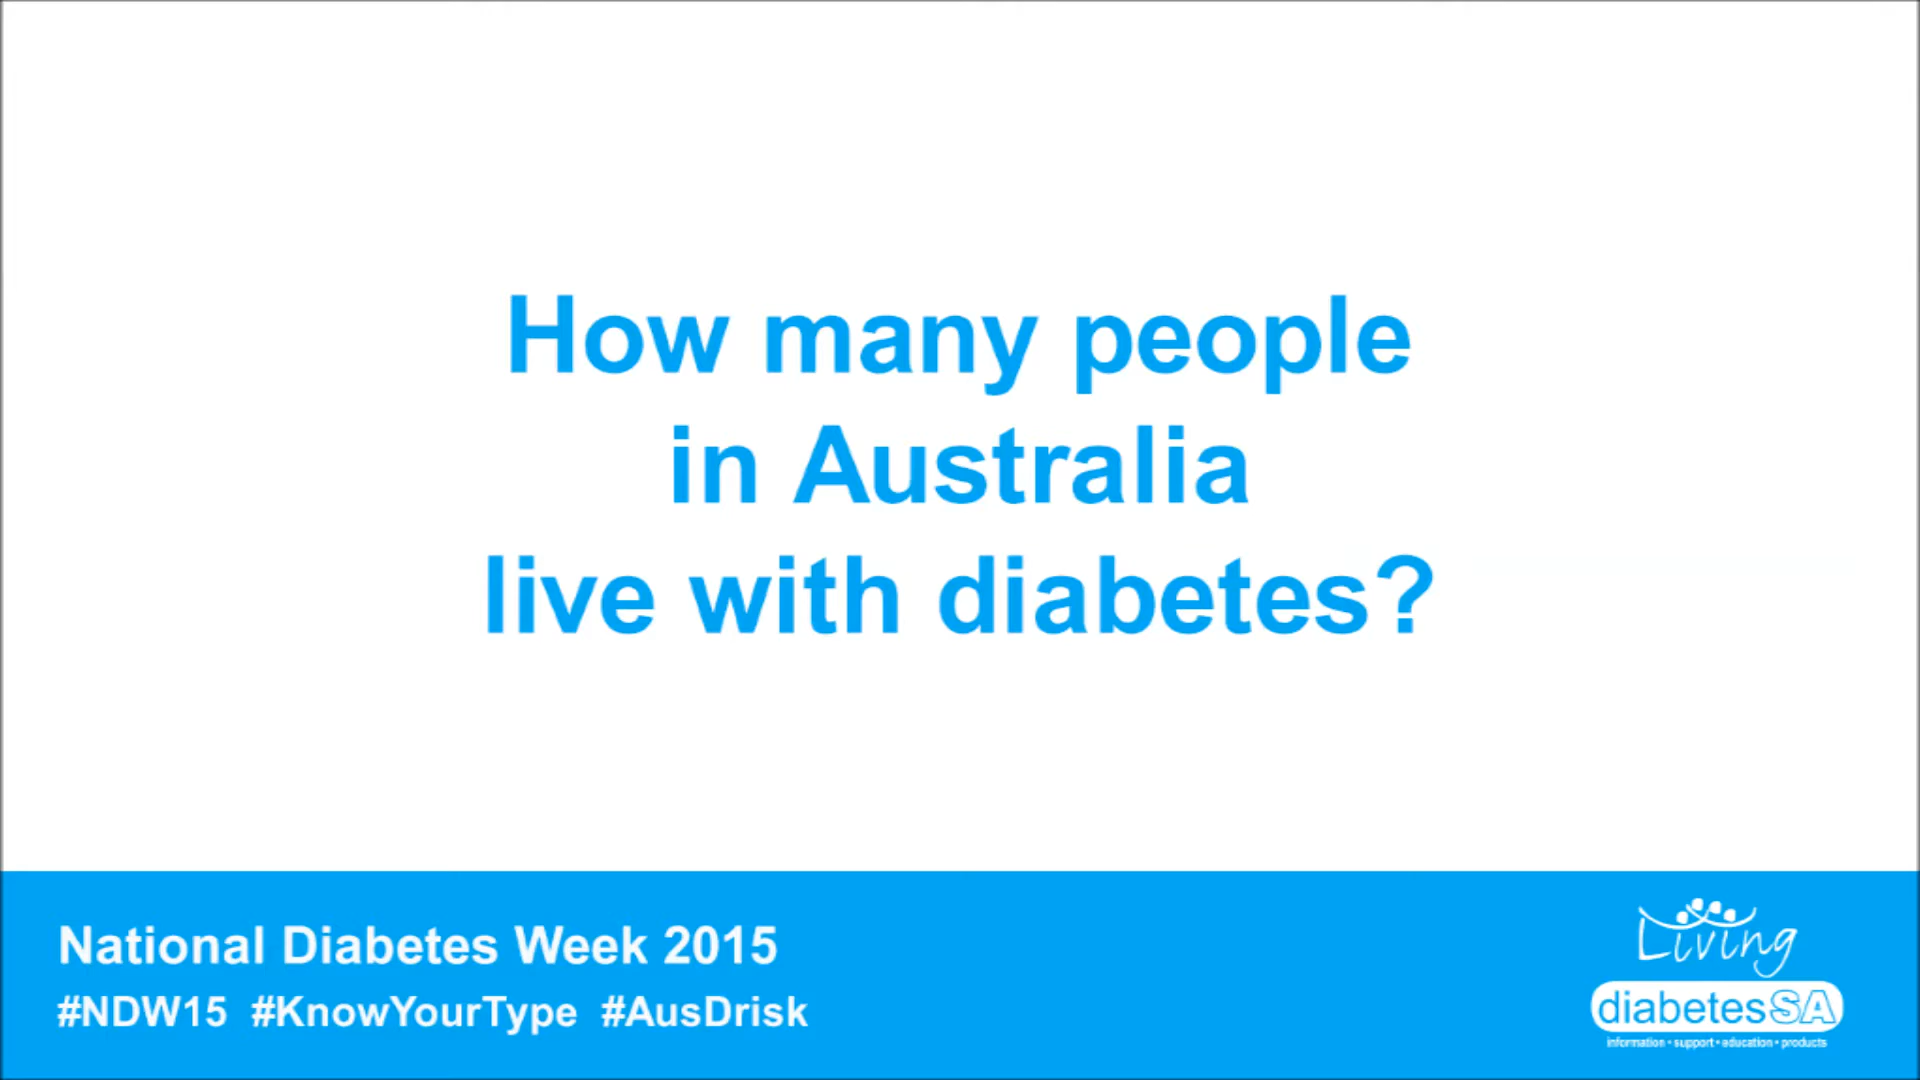 How many people
in Australia
live with diabetes?
National Diabetes Week 2015
#NDW15 #KnowYourType #AusDrisk
Living
diabetesSA
information • support • education • products